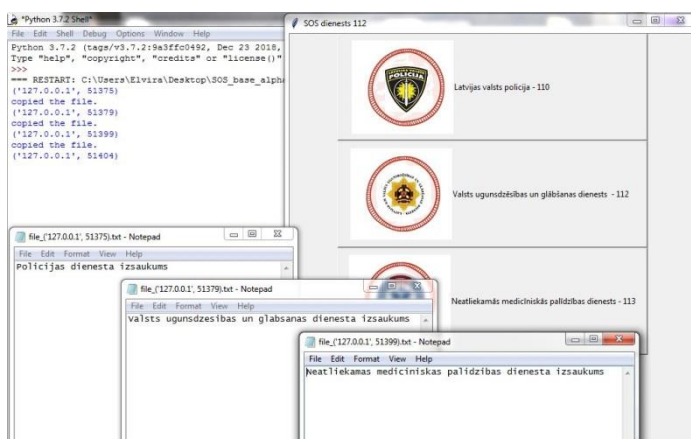 *Python 3.7.2 Shell*
File Edit Shell Debug Options Window Help
Python 3.7.2 (tags/v3.7.2:9a3ffc0492, Dec 23 2018,
Type "help", "copyright", "credits" or "license()"
>>>
=== RESTART: C:\Users\Elvira\Desktop\SOS_base_alpha
('127.0.0.1', 51375)
copied the file.
('127.0.0.1', 51379)
copied the file.
('127.0.0.1', 51399)
copied the file.
('127.0.0.1', 51404)
SOS dienests 112
POLICIJA
Latvijas valsts policija - 110
Valsts ugunsdzēsības un glābšanas dienests - 112
Neatliekamās medicīniskās palīdzības dienests - 113
file_('127.0.0.1', 51375).txt - Notepad
File Edit Format View Help
Policijas dienesta izsaukums
file_('127.0.0.1', 51379).txt - Notepad
File Edit Format View Help
Valsts ugunsdzesibas un glabsanas dienesta izsaukums
file_('127.0.0.1', 51399).txt - Notepad
File Edit Format View Help
Neatliekamas mediciniskas palidzibas dienesta izsaukums